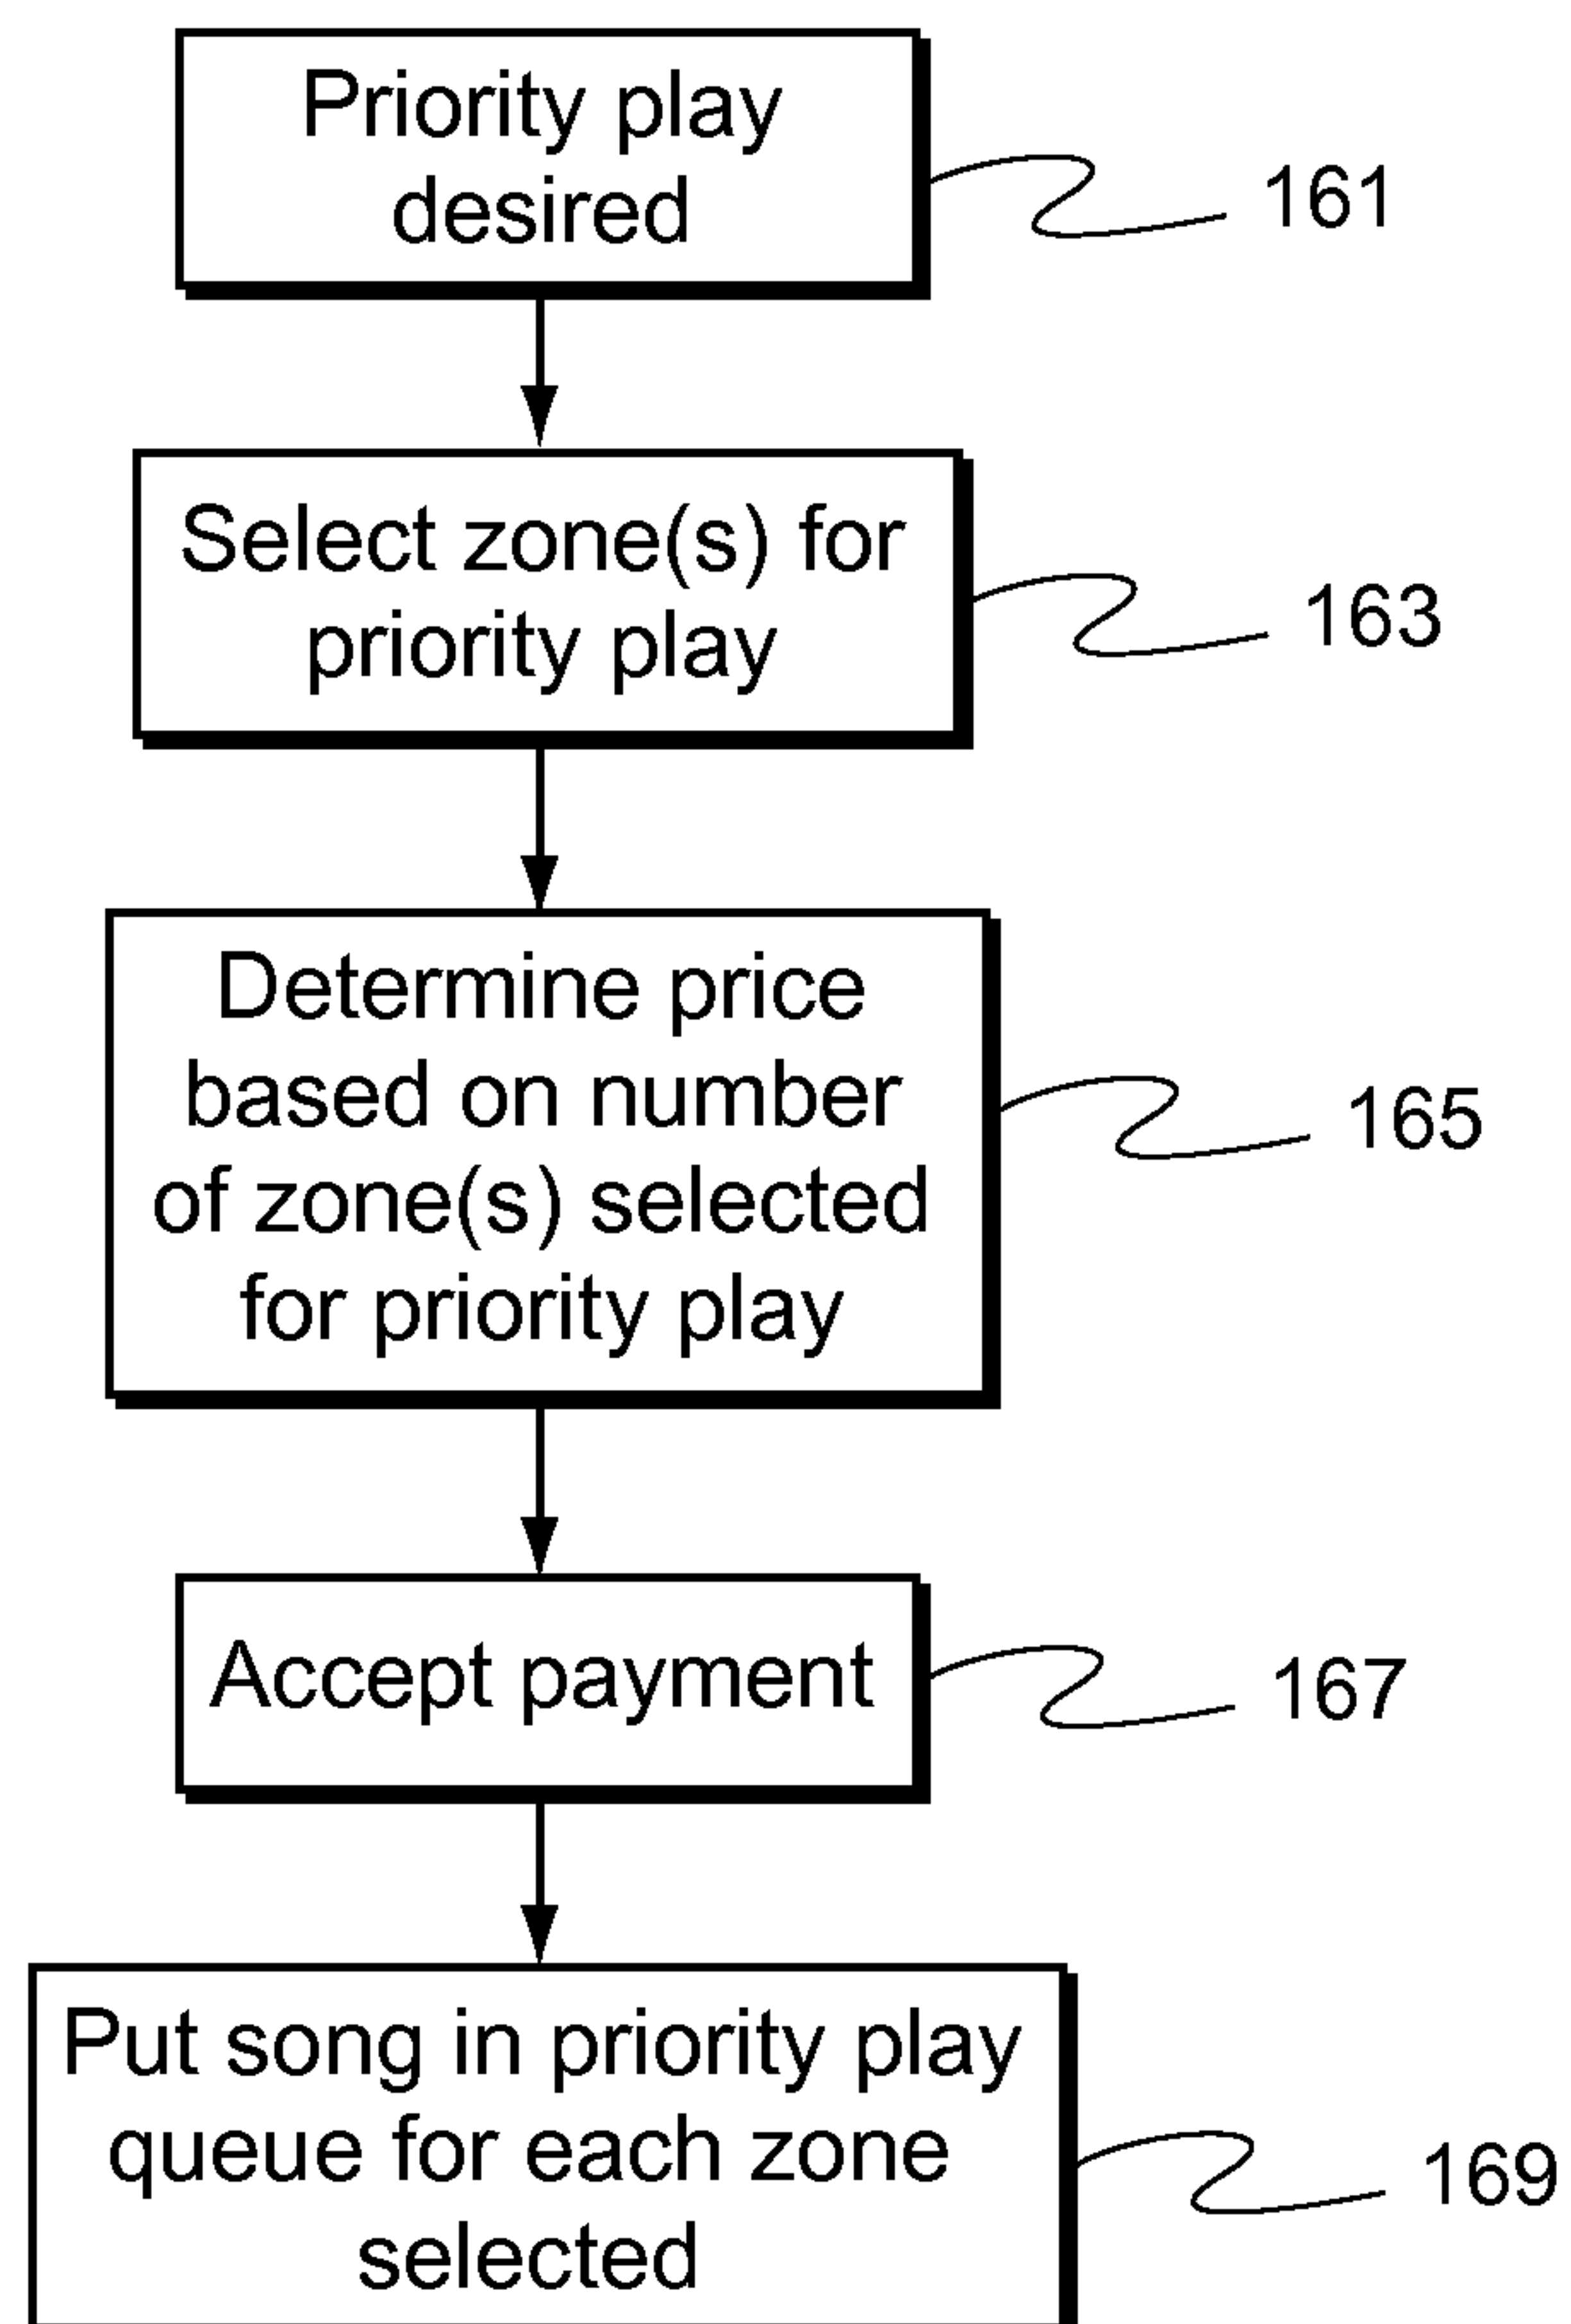 Priority play
desired
161
Select zone(s) for
priority play
163
Determine price
based on number
of zone(s) selected
for priority play
165
Accept payment
167
Put song in priority play
queue for each zone
selected
169